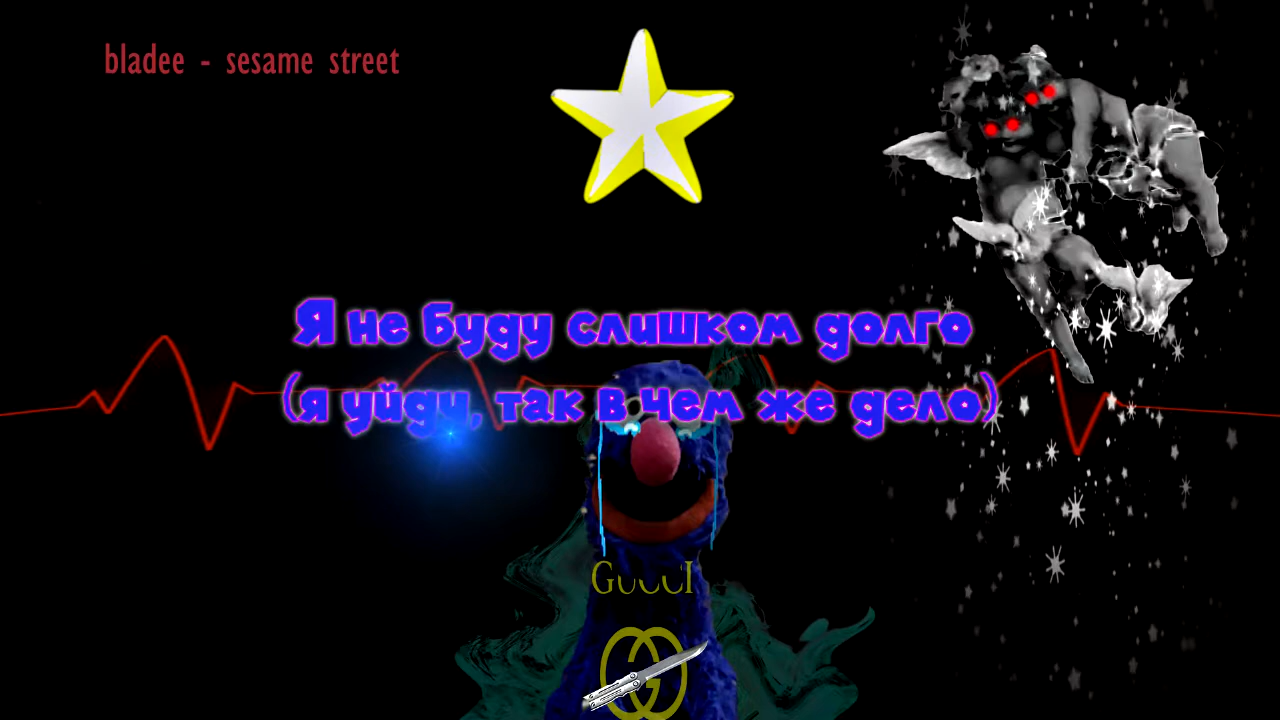 bladee - sesame street
Я не буду слишком долго
(я уйду, так в чем же дело)
GUCCI